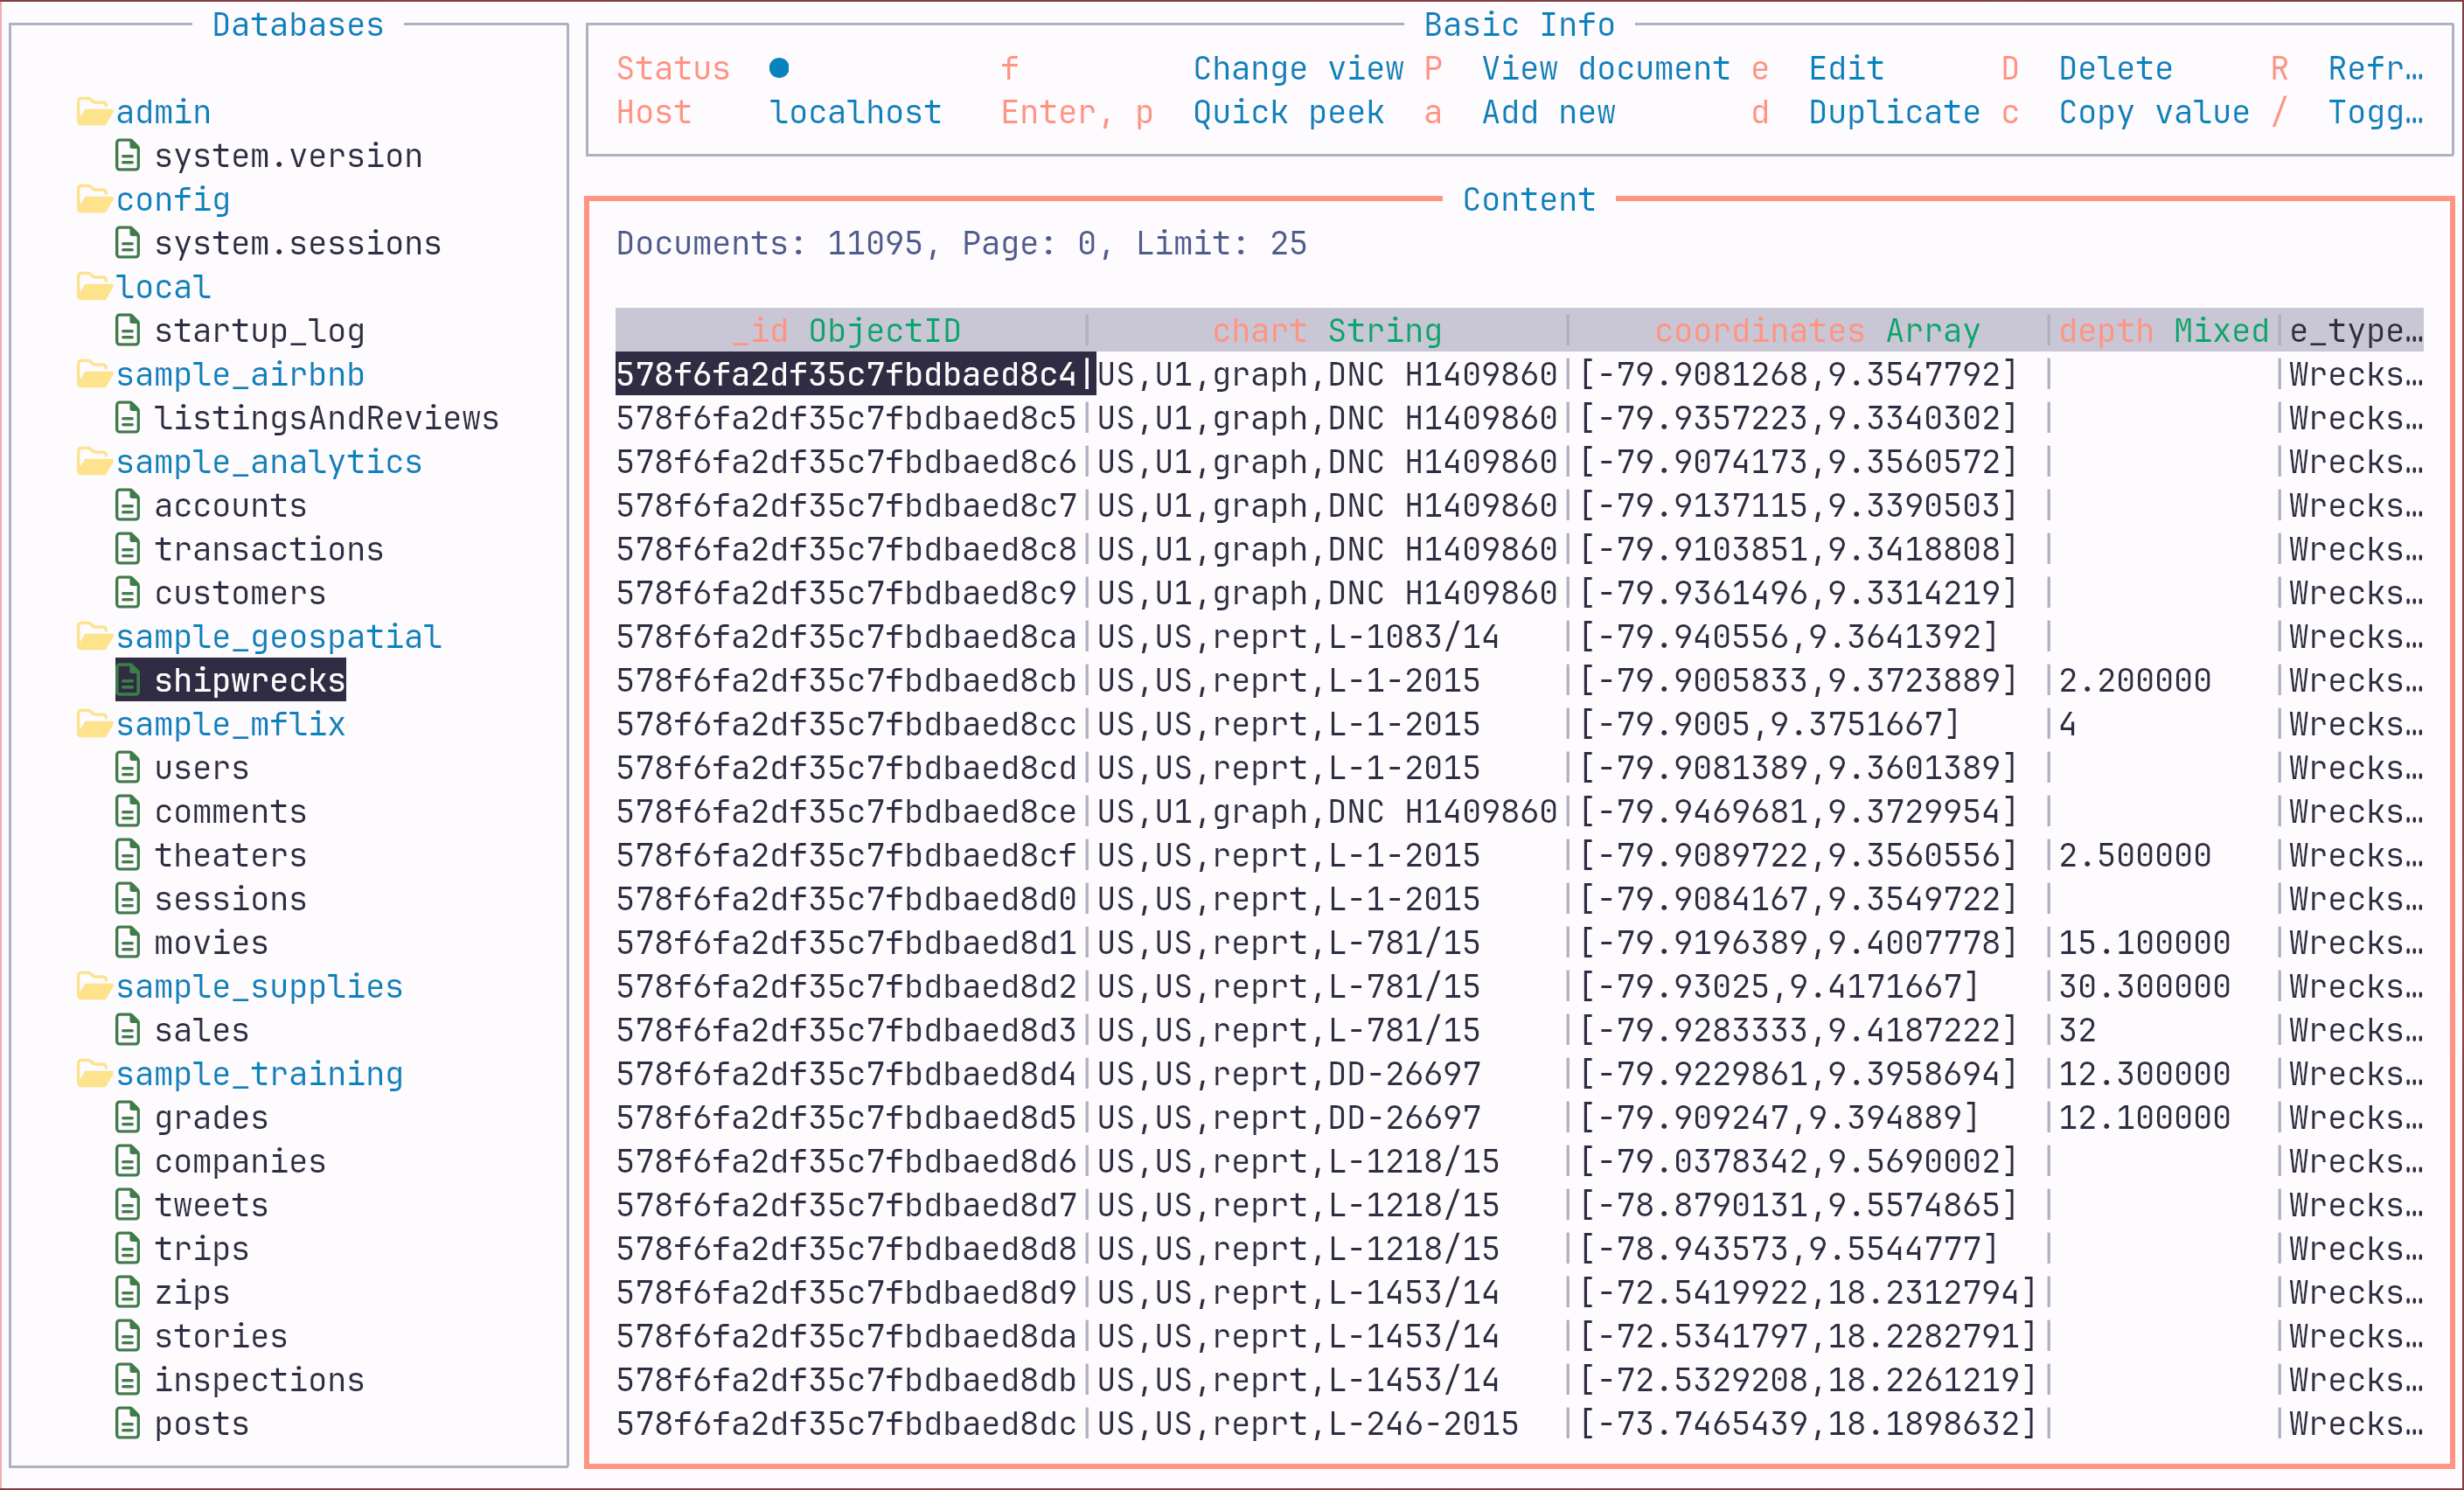 Databases
admin
system.version
config
system.sessions
local
startup_log
sample_airbnb
listingsAndReviews
sample_analytics
accounts
transactions
customers
sample_geospatial
shipwrecks
sample_mflix
users
comments
theaters
sessions
movies
sample_supplies
sales
sample_training
grades
companies
tweets
trips
zips
stories
inspections
posts
Basic Info
Status ● f Change view P View document e Edit D Delete R Refr…
Host localhost Enter, p Quick peek a Add new d Duplicate c Copy value / Togg…
Content
Documents: 11095, Page: 0, Limit: 25
_id ObjectID | chart String | coordinates Array |depth Mixed|e_type…
578f6fa2df35c7fbdbaed8c4|US,U1,graph,DNC H1409860|[-79.9081268,9.3547792] | |Wrecks…
578f6fa2df35c7fbdbaed8c5|US,U1,graph,DNC H1409860|[-79.9357223,9.3340302] | |Wrecks…
578f6fa2df35c7fbdbaed8c6|US,U1,graph,DNC H1409860|[-79.9074173,9.3560572] | |Wrecks…
578f6fa2df35c7fbdbaed8c7|US,U1,graph,DNC H1409860|[-79.9137115,9.3390503] | |Wrecks…
578f6fa2df35c7fbdbaed8c8|US,U1,graph,DNC H1409860|[-79.9103851,9.3418808] | |Wrecks…
578f6fa2df35c7fbdbaed8c9|US,U1,graph,DNC H1409860|[-79.9361496,9.3314219] | |Wrecks…
578f6fa2df35c7fbdbaed8ca|US,US,reprt,L-1083/14 |[-79.940556,9.3641392] | |Wrecks…
578f6fa2df35c7fbdbaed8cb|US,US,reprt,L-1-2015 |[-79.9005833,9.3723889] |2.200000 |Wrecks…
578f6fa2df35c7fbdbaed8cc|US,US,reprt,L-1-2015 |[-79.9005,9.3751667] |4 |Wrecks…
578f6fa2df35c7fbdbaed8cd|US,US,reprt,L-1-2015 |[-79.9081389,9.3601389] | |Wrecks…
578f6fa2df35c7fbdbaed8ce|US,U1,graph,DNC H1409860|[-79.9469681,9.3729954] | |Wrecks…
578f6fa2df35c7fbdbaed8cf|US,US,reprt,L-1-2015 |[-79.9089722,9.3560556] |2.500000 |Wrecks…
578f6fa2df35c7fbdbaed8d0|US,US,reprt,L-1-2015 |[-79.9084167,9.3549722] | |Wrecks…
578f6fa2df35c7fbdbaed8d1|US,US,reprt,L-781/15 |[-79.9196389,9.4007778] |15.100000 |Wrecks…
578f6fa2df35c7fbdbaed8d2|US,US,reprt,L-781/15 |[-79.93025,9.4171667] |30.300000 |Wrecks…
578f6fa2df35c7fbdbaed8d3|US,US,reprt,L-781/15 |[-79.9283333,9.4187222] |32 |Wrecks…
578f6fa2df35c7fbdbaed8d4|US,US,reprt,DD-26697 |[-79.9229861,9.3958694] |12.300000 |Wrecks…
578f6fa2df35c7fbdbaed8d5|US,US,reprt,DD-26697 |[-79.909247,9.394889] |12.100000 |Wrecks…
578f6fa2df35c7fbdbaed8d6|US,US,reprt,L-1218/15 |[-79.0378342,9.5690002] | |Wrecks…
578f6fa2df35c7fbdbaed8d7|US,US,reprt,L-1218/15 |[-78.8790131,9.5574865] | |Wrecks…
578f6fa2df35c7fbdbaed8d8|US,US,reprt,L-1218/15 |[-78.943573,9.5544777] | |Wrecks…
578f6fa2df35c7fbdbaed8d9|US,US,reprt,L-1453/14 |[-72.5419922,18.2312794]| |Wrecks…
578f6fa2df35c7fbdbaed8da|US,US,reprt,L-1453/14 |[-72.5341797,18.2282791]| |Wrecks…
578f6fa2df35c7fbdbaed8db|US,US,reprt,L-1453/14 |[-72.5329208,18.2261219]| |Wrecks…
578f6fa2df35c7fbdbaed8dc|US,US,reprt,L-246-2015 |[-73.7465439,18.1898632]| |Wrecks…